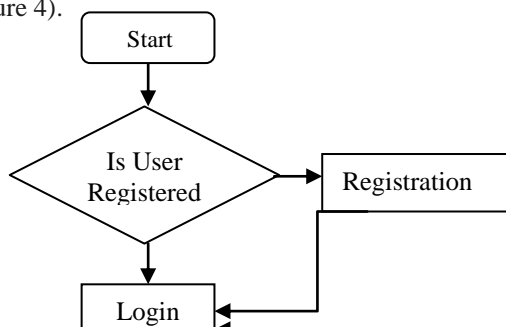 ure 4).
Start
Is User
Registered
Registration
Login